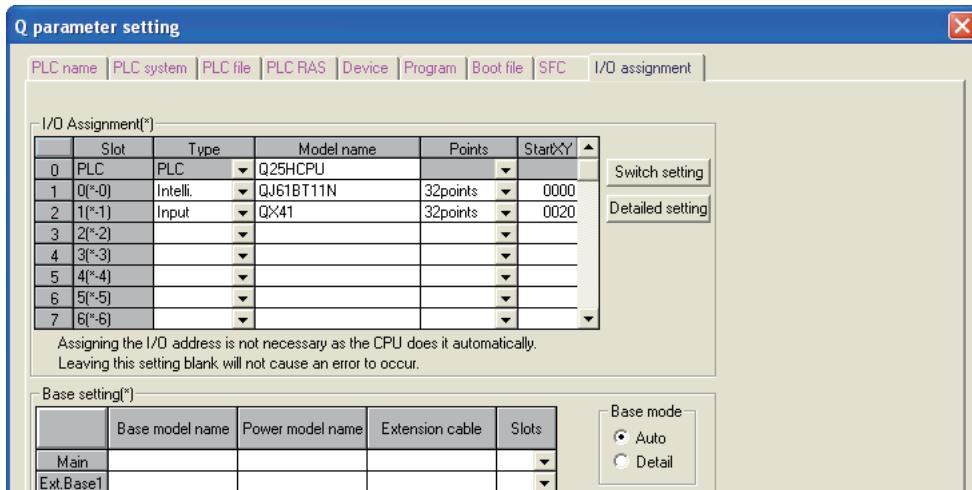 Q parameter setting
PLC name PLC system PLC file PLC RAS Device Program Boot file SFC I/O assignment
I/O Assignment(*)
Slot Type Model name Points StartXY
0 PLC PLC Q25HCPU
Switch setting
1 0(*-0) Intelli. QJ61BT11N 32points 0000
2 1(*-1) Input QX41 32points 0020
Detailed setting
3 2(*-2)
4 3(*-3)
5 4(*-4)
6 5(*-5)
7 6(*-6)
Assigning the I/O address is not necessary as the CPU does it automatically.
Leaving this setting blank will not cause an error to occur.
Base setting(*)
Base model name Power model name Extension cable Slots
Main
Ext.Base1
Base mode
Auto
Detail